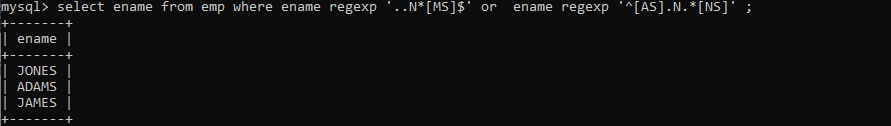 mysql> select ename from emp where ename regexp '..N*[MS]$' or  ename regexp '^[AS].N.*[NS]' ;
+-------+
| ename |
+-------+
| JONES |
| ADAMS |
| JAMES |
+-------+